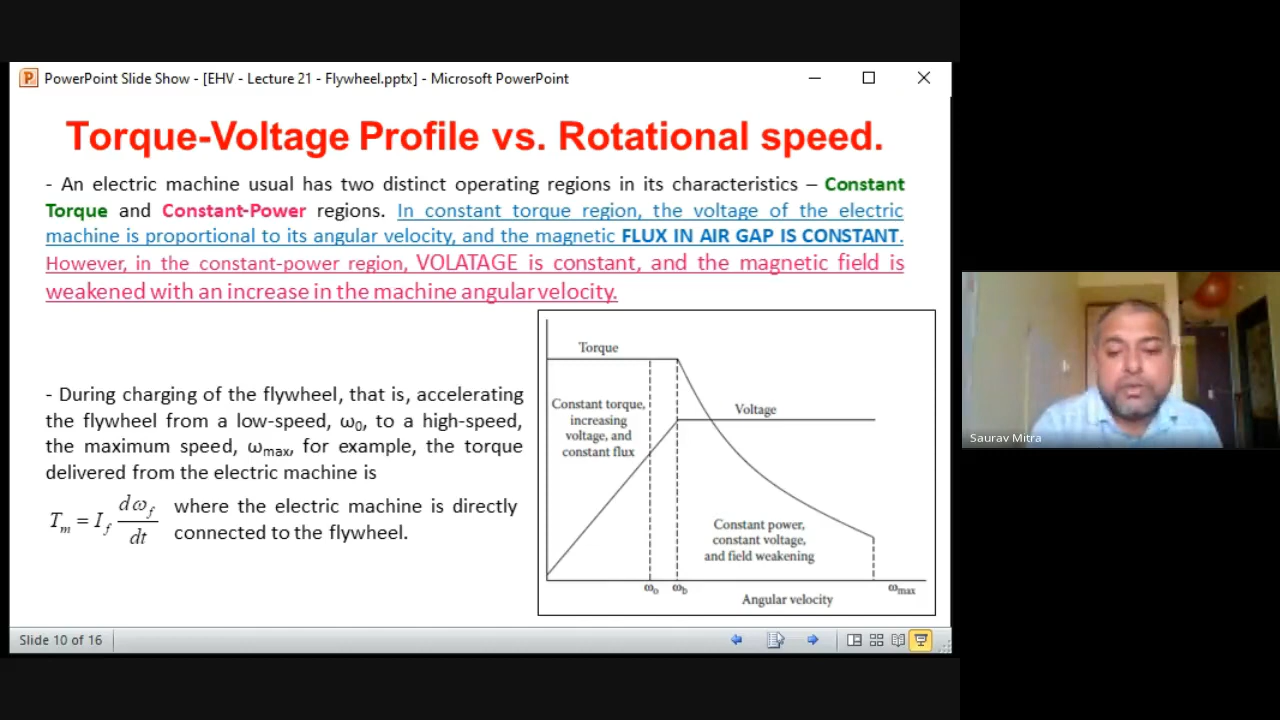 PowerPoint Slide Show - [EHV - Lecture 21 - Flywheel.pptx] - Microsoft PowerPoint
Torque-Voltage Profile vs. Rotational speed.
- An electric machine usual has two distinct operating regions in its characteristics – Constant
Torque and Constant-Power regions. In constant torque region, the voltage of the electric
machine is proportional to its angular velocity, and the magnetic FLUX IN AIR GAP IS CONSTANT.
However, in the constant-power region, VOLATAGE is constant, and the magnetic field is
weakened with an increase in the machine angular velocity.
- During charging of the flywheel, that is, accelerating
the flywheel from a low-speed, ω₀, to a high-speed,
the maximum speed, ωmax, for example, the torque
delivered from the electric machine is
T_m = I_f dω_f/dt where the electric machine is directly
connected to the flywheel.
Torque
Voltage
Constant torque,
increasing
voltage, and
constant flux
Constant power,
constant voltage,
and field weakening
ωo ωb ωmax
Angular velocity
Saurav Mitra
Slide 10 of 16